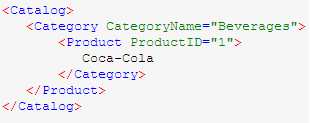 <Catalog>
<Category CategoryName="Beverages">
<Product ProductID="1">
Coca-Cola
</Category>
</Product>
</Catalog>